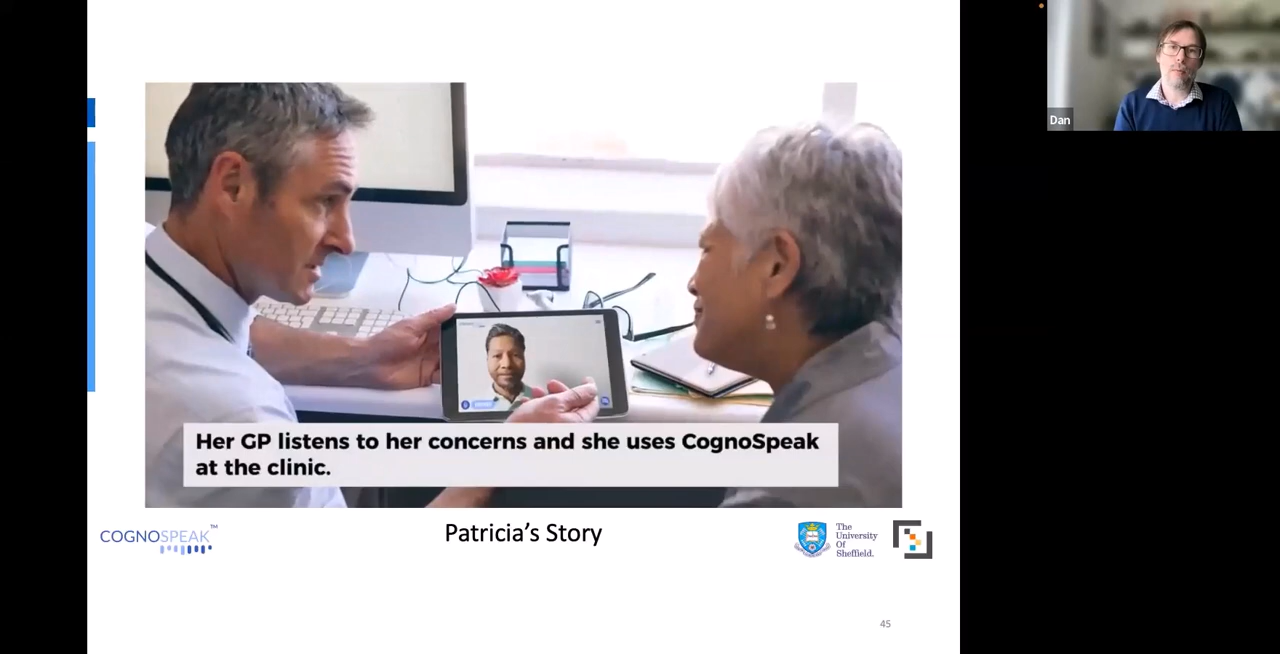 Dan
Her GP listens to her concerns and she uses CognoSpeak
at the clinic.
COGNOSPEAK™
Patricia’s Story
The
University
Of
Sheffield.
45